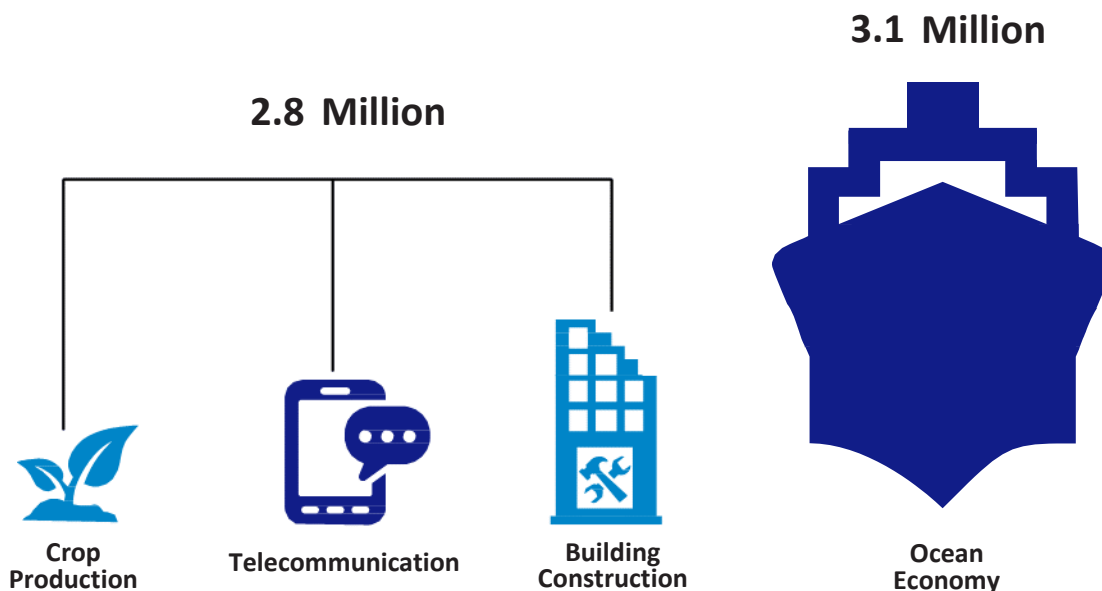 3.1 Million
2.8 Million
Crop
Production
Telecommunication
Building
Construction
Ocean
Economy